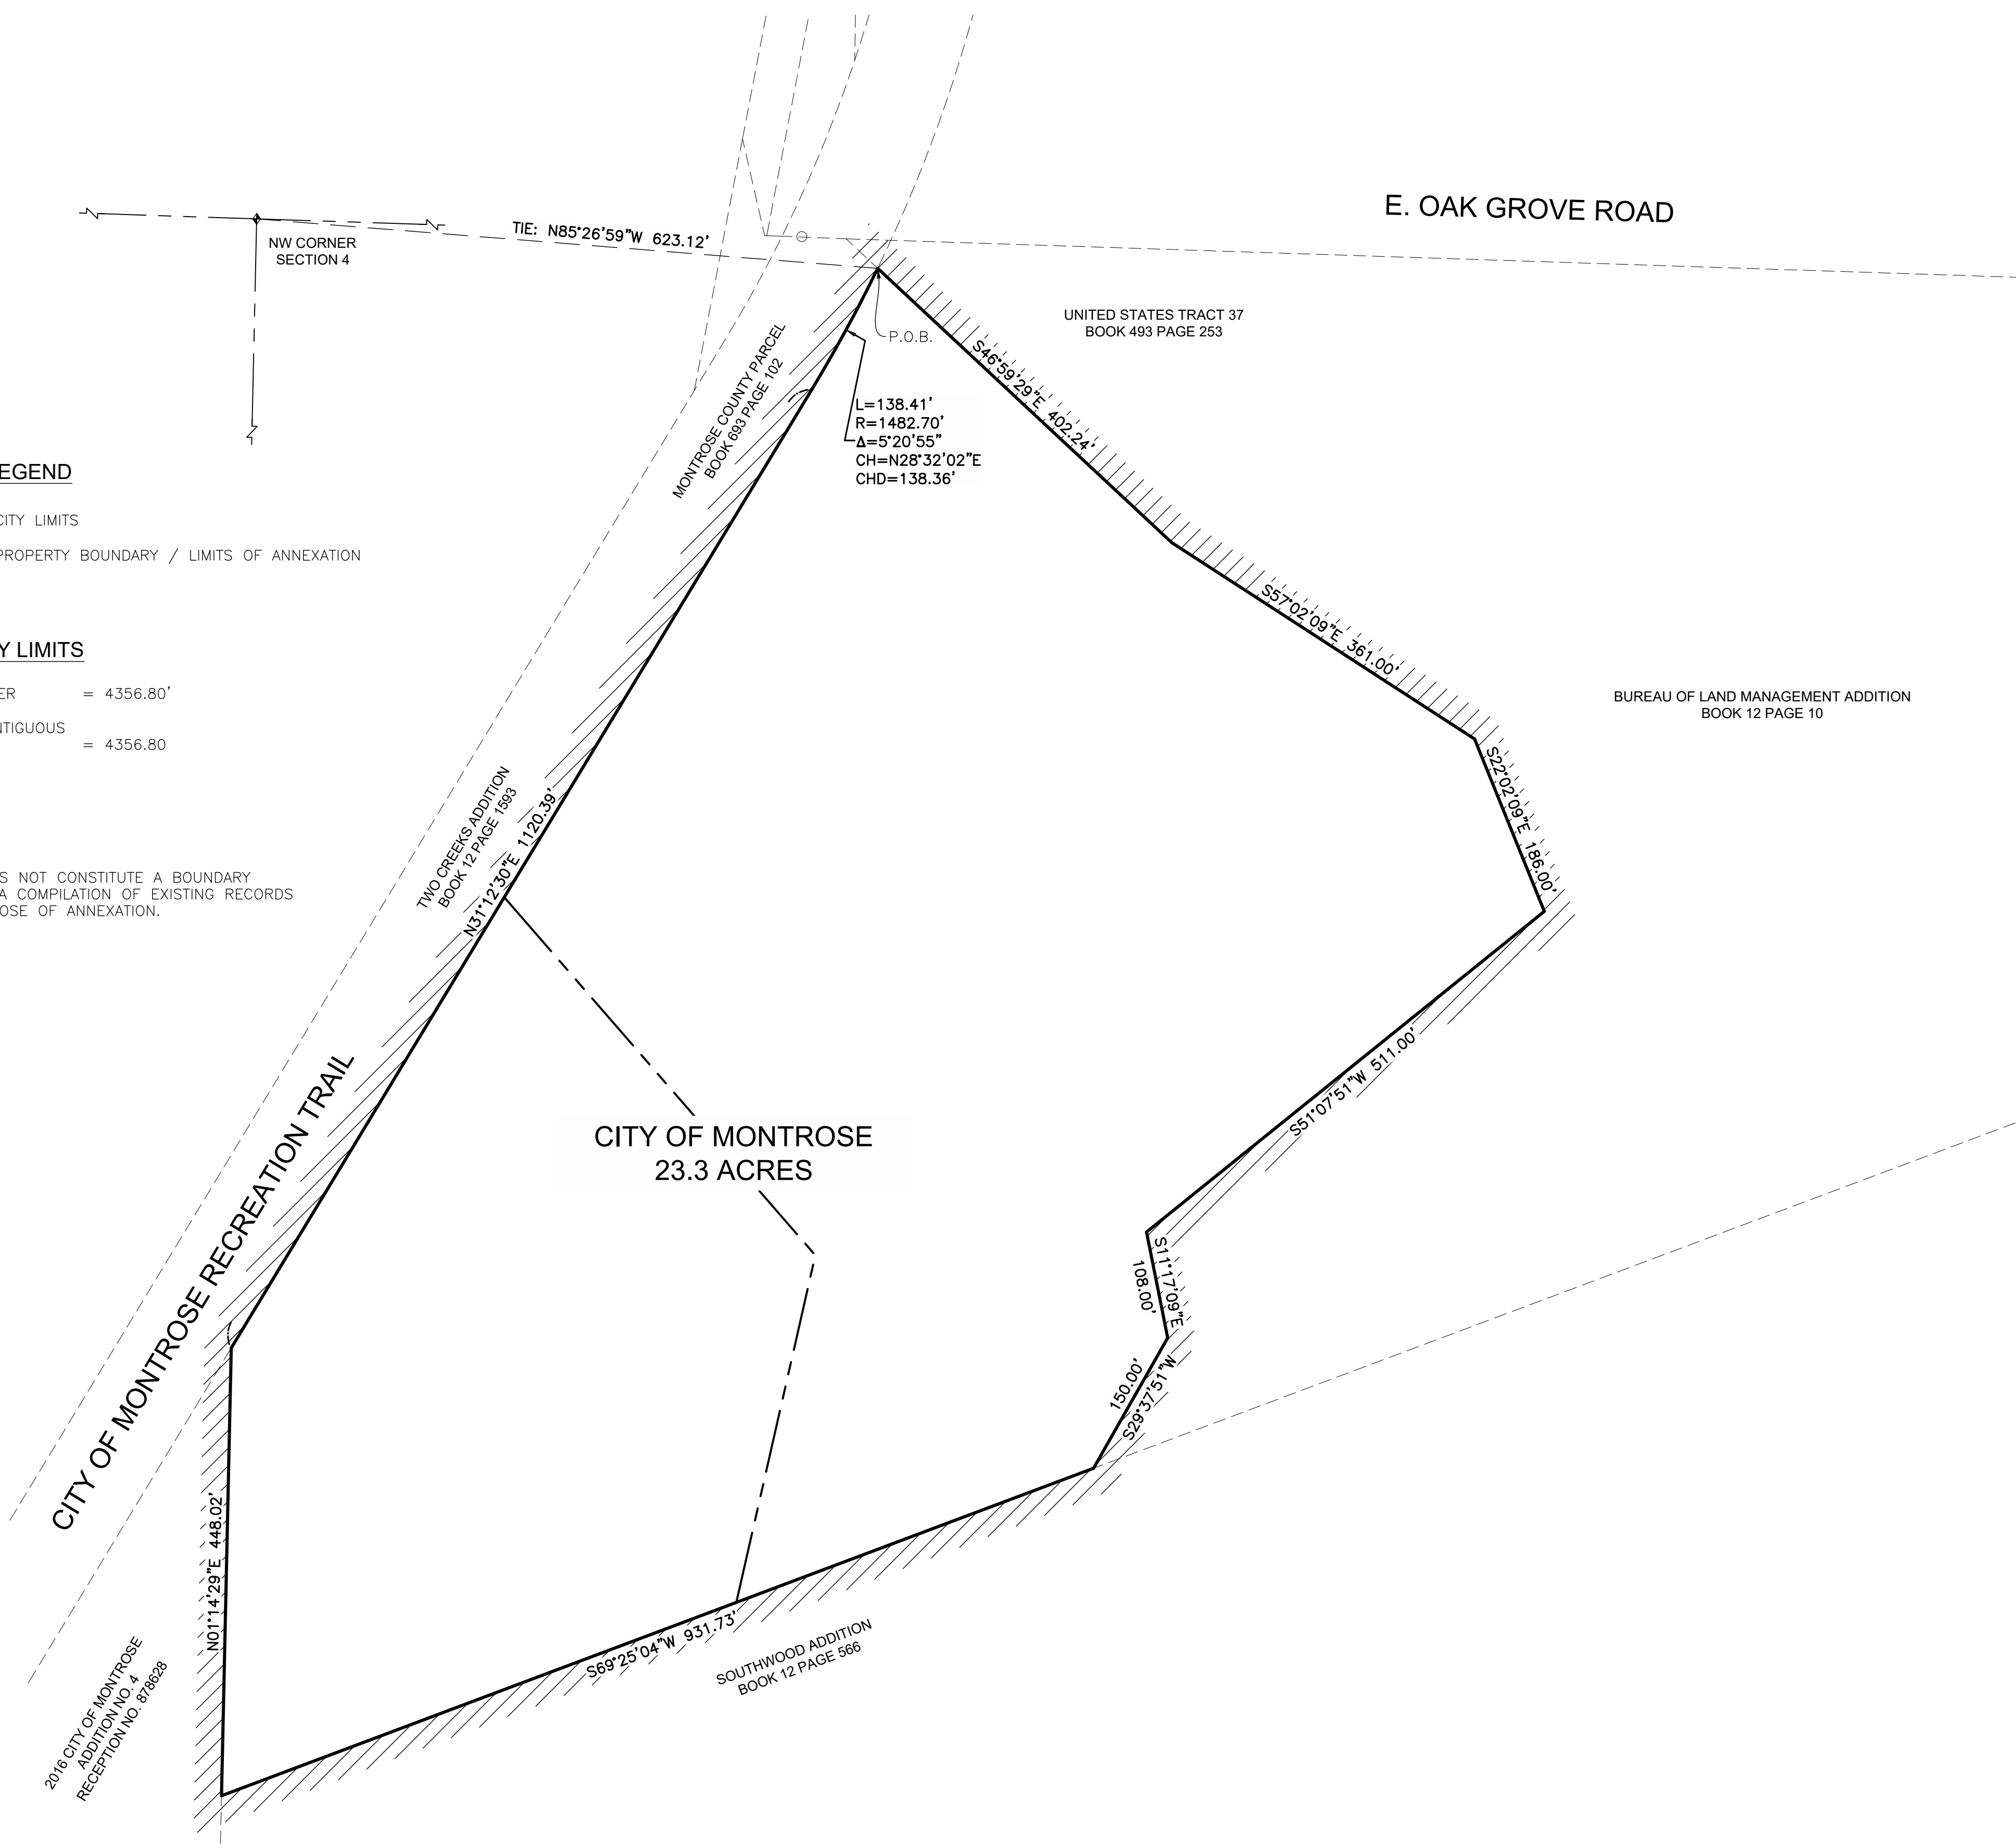 E. OAK GROVE ROAD
TIE: N85°26'59"W 623.12'
NW CORNER
SECTION 4
UNITED STATES TRACT 37
BOOK 493 PAGE 253
P.O.B.
S46°59'29"E 402.24'
MONTROSE COUNTY PARCEL
BOOK 693 PAGE 102
L=138.41'
R=1482.70'
Δ=5°20'55"
CH=N28°32'02"E
CHD=138.36'
EGEND
CITY LIMITS
PROPERTY BOUNDARY / LIMITS OF ANNEXATION
S57°02'09"E 361.00'
Y LIMITS
ER = 4356.80'
NTIGUOUS
= 4356.80
BUREAU OF LAND MANAGEMENT ADDITION
BOOK 12 PAGE 10
S22°02'09"E 186.00'
TWO CREEKS ADDITION
BOOK 12 PAGE 1593
N31°12'30"E 1120.39'
S NOT CONSTITUTE A BOUNDARY
A COMPILATION OF EXISTING RECORDS
OSE OF ANNEXATION.
S51°07'51"W 511.00'
CITY OF MONTROSE
23.3 ACRES
CITY OF MONTROSE RECREATION TRAIL
S11°17'09"E
108.00'
150.00'
S29°37'51"W
N01°14'29"E 448.02'
S69°25'04"W 931.73'
SOUTHWOOD ADDITION
BOOK 12 PAGE 566
2016 CITY OF MONTROSE
ADDITION NO. 4
RECEPTION NO. 878628